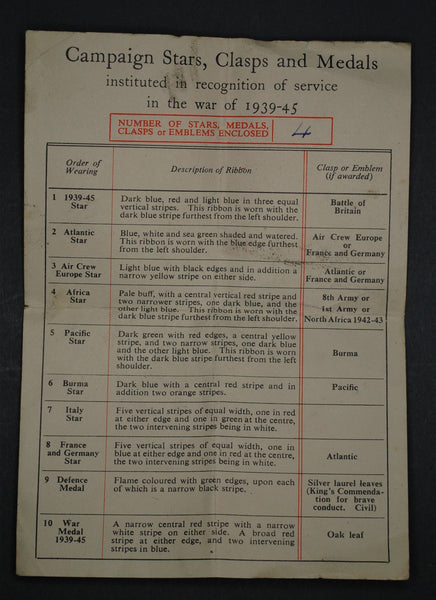 Campaign Stars, Clasps and Medals
instituted in recognition of service
in the war of 1939-45
NUMBER OF STARS, MEDALS,
CLASPS or EMBLEMS ENCLOSED
4
Order of
Wearing
Description of Ribbon
Clasp or Emblem
(if awarded)
1 1939-45
Star
Dark blue, red and light blue in three equal
vertical stripes. This ribbon is worn with the
dark blue stripe furthest from the left shoulder.
Battle of
Britain
2 Atlantic
Star
Blue, white and sea green shaded and watered.
This ribbon is worn with the blue edge furthest
from the left shoulder.
Air Crew Europe
or
France and Germany
3 Air Crew
Europe
Star
Light blue with black edges and in addition a
narrow yellow stripe on either side.
Atlantic or
France and Germany
4 Africa
Star
Pale buff, with a central vertical red stripe and
two narrower stripes, one dark blue, and the
other light blue. This ribbon is worn with the
dark blue stripe furthest from the left shoulder.
8th Army or
1st Army or
North Africa 1942-43
5 Pacific
Star
Dark green with red edges, a central yellow
stripe, and two narrow stripes, one dark blue
and the other light blue. This ribbon is worn
with the dark blue stripe furthest from the left
shoulder.
Burma
6 Burma
Star
Dark blue with a central red stripe and in
addition two orange stripes.
Pacific
7 Italy
Star
Five vertical stripes of equal width, one in red
at either edge and one in green at the centre,
the two intervening stripes being in white.
8 France
and Germany
Star
Five vertical stripes of equal width, one in
blue at either edge and one in red at the centre,
the two intervening stripes being in white.
Atlantic
9 Defence
Medal
Flame coloured with green edges, upon each
of which is a narrow black stripe.
Silver laurel leaves
(King's Commenda-
tion for brave
conduct. Civil)
10 War
Medal
1939-45
A narrow central red stripe with a narrow
white stripe on either side. A broad red
stripe at either edge, and two intervening
stripes in blue.
Oak leaf